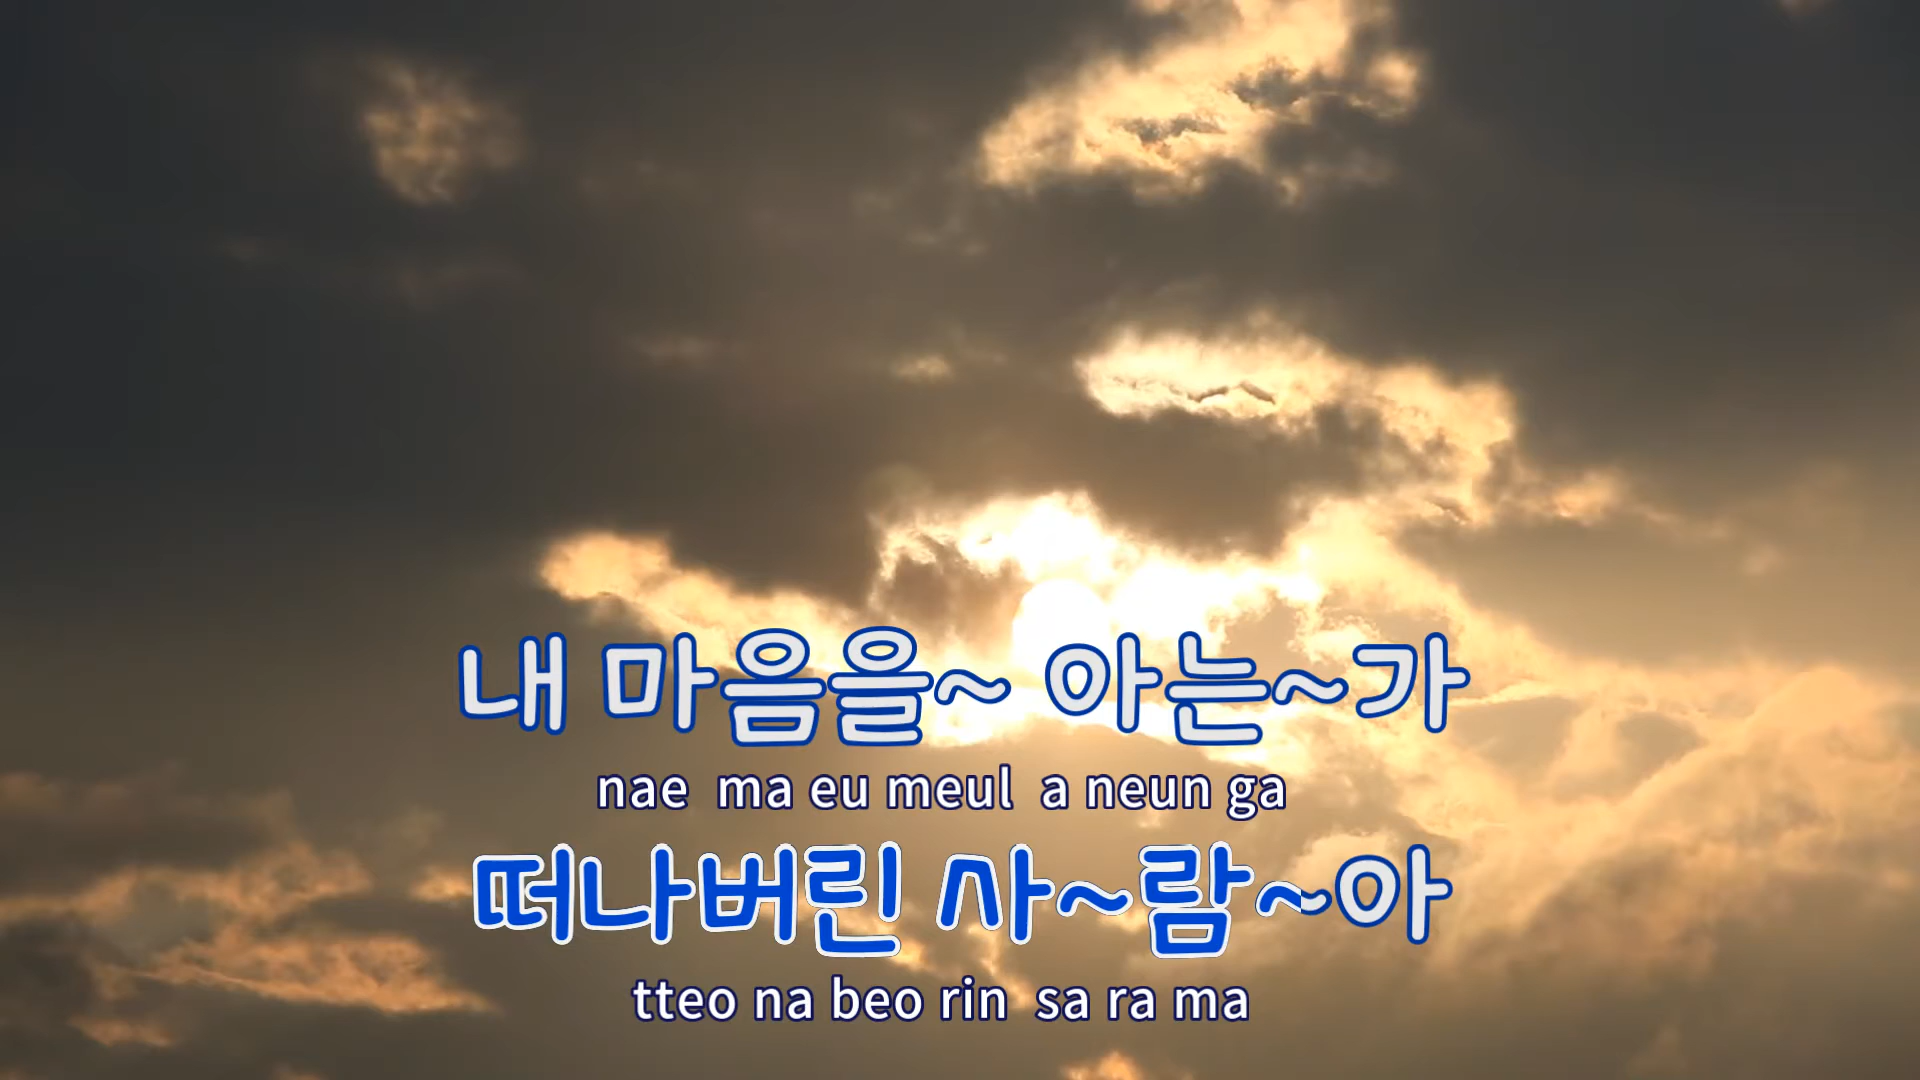 내 마음을~ 아는~가
nae ma eu meul a neun ga
떠나버린 사~람~아
tteo na beo rin sa ra ma